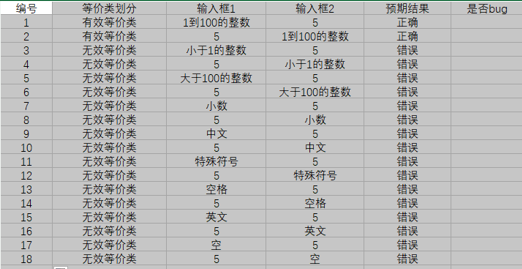 编号 等价类划分 输入框1 输入框2 预期结果 是否bug
1 有效等价类 1到100的整数 5 正确
2 有效等价类 5 1到100的整数 正确
3 无效等价类 小于1的整数 5 错误
4 无效等价类 5 小于1的整数 错误
5 无效等价类 大于100的整数 5 错误
6 无效等价类 5 大于100的整数 错误
7 无效等价类 小数 5 错误
8 无效等价类 5 小数 错误
9 无效等价类 中文 5 错误
10 无效等价类 5 中文 错误
11 无效等价类 特殊符号 5 错误
12 无效等价类 5 特殊符号 错误
13 无效等价类 空格 5 错误
14 无效等价类 5 空格 错误
15 无效等价类 英文 5 错误
16 无效等价类 5 英文 错误
17 无效等价类 空 5 错误
18 无效等价类 5 空 错误